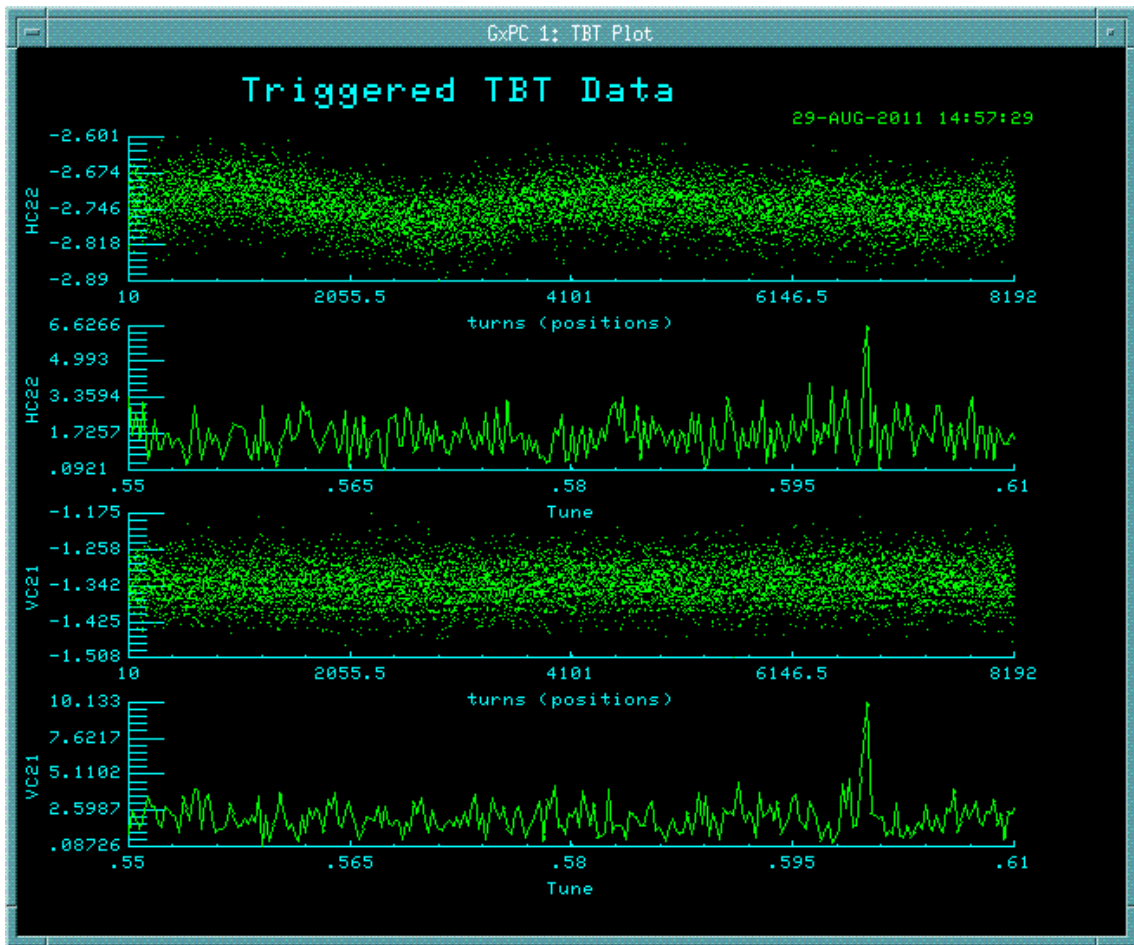 GxPC 1: TBT Plot
Triggered TBT Data
29-AUG-2011 14:57:29
HC22
-2.601
-2.674
-2.746
-2.818
-2.89
10 2055.5 4101 6146.5 8192
turns (positions)
HC22
6.6266
4.993
3.3594
1.7257
.0921
.55 .565 .58 .595 .61
Tune
VC21
-1.175
-1.258
-1.342
-1.425
-1.508
10 2055.5 4101 6146.5 8192
turns (positions)
VC21
10.133
7.6217
5.1102
2.5987
.08726
.55 .565 .58 .595 .61
Tune